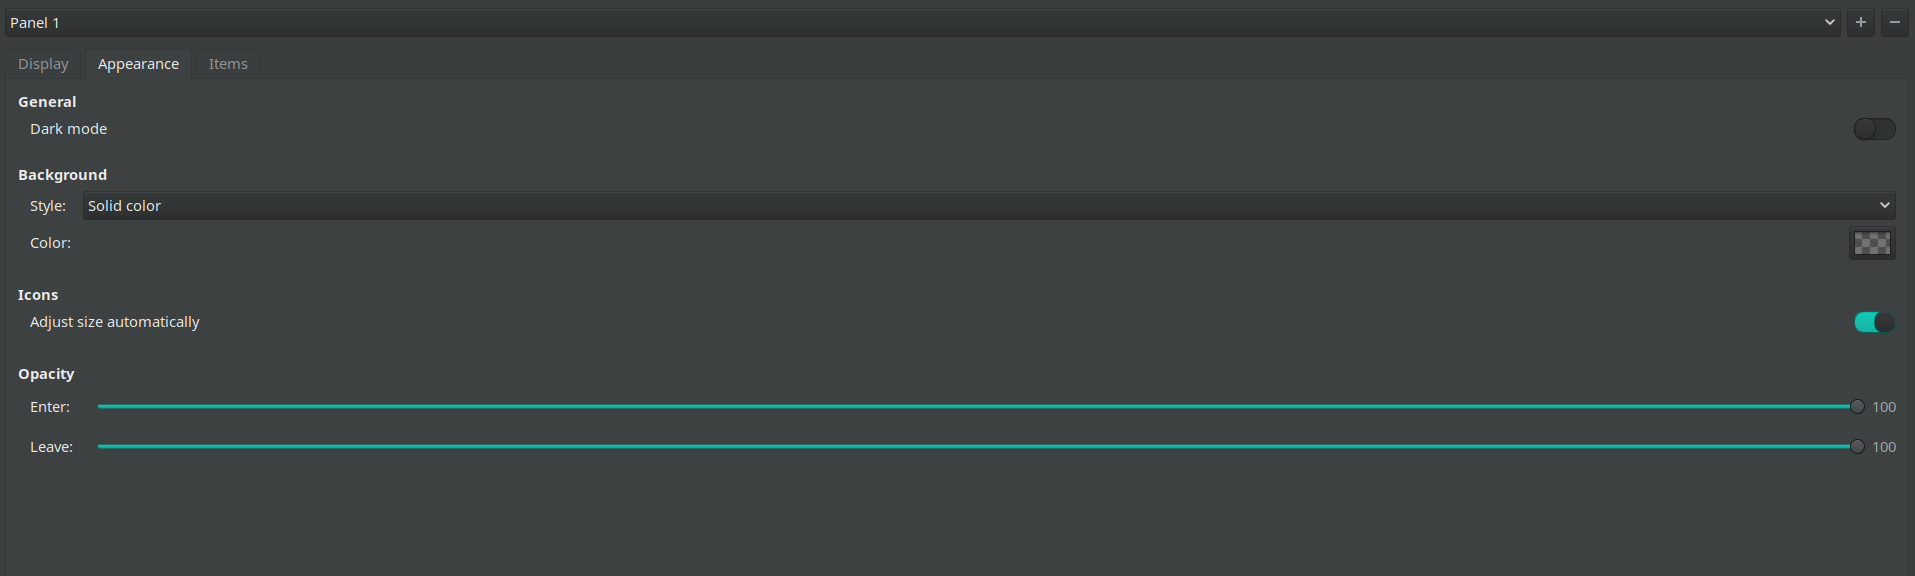 Panel 1
Display Appearance Items
General
Dark mode
Background
Style: Solid color
Color:
Icons
Adjust size automatically
Opacity
Enter: 100
Leave: 100